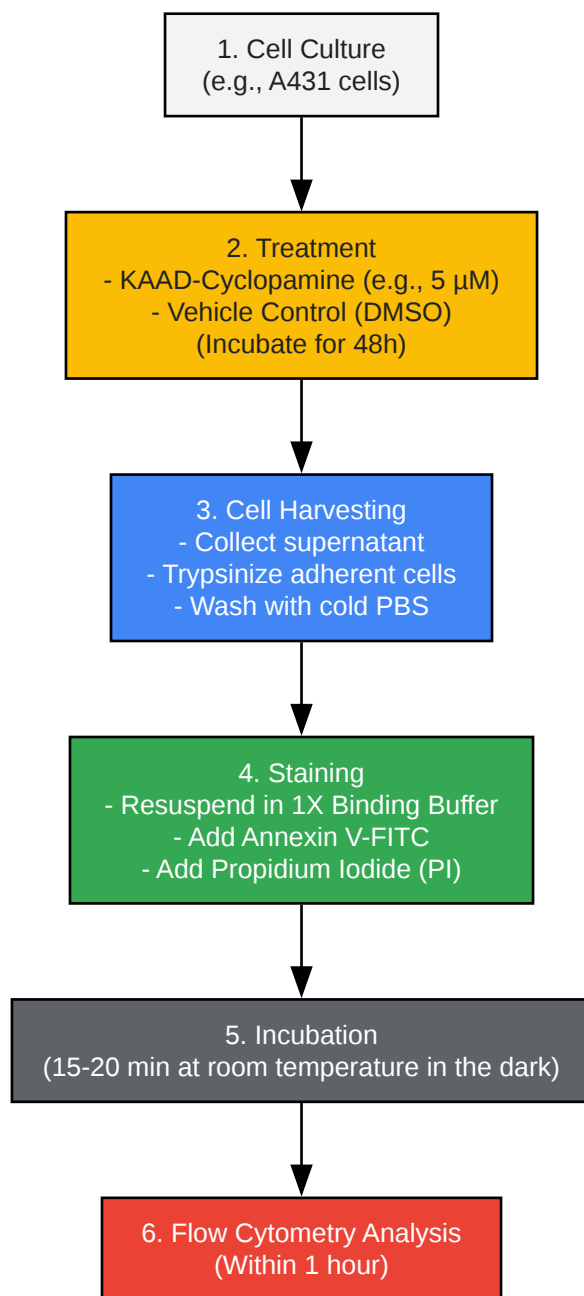 1. Cell Culture
(e.g., A431 cells)
2. Treatment
- KAAD-Cyclopamine (e.g., 5 µM)
- Vehicle Control (DMSO)
(Incubate for 48h)
3. Cell Harvesting
- Collect supernatant
- Trypsinize adherent cells
- Wash with cold PBS
4. Staining
- Resuspend in 1X Binding Buffer
- Add Annexin V-FITC
- Add Propidium Iodide (PI)
5. Incubation
(15-20 min at room temperature in the dark)
6. Flow Cytometry Analysis
(Within 1 hour)